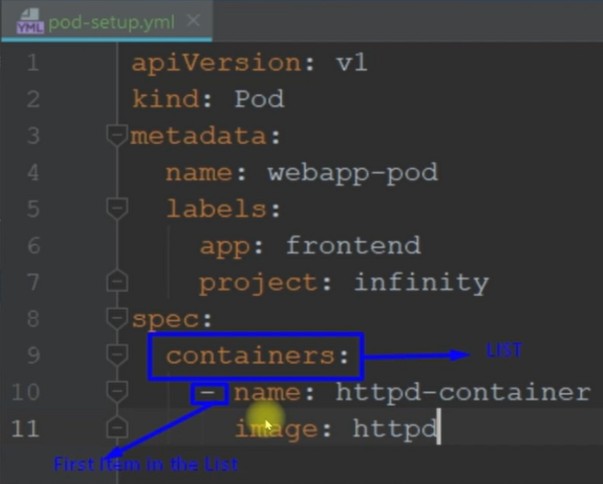 YML pod-setup.yml ×
1 apiVersion: v1
2 kind: Pod
3 metadata:
4   name: webapp-pod
5   labels:
6     app: frontend
7     project: infinity
8 spec:
9   containers: LIST
10     - name: httpd-container
11       image: httpd
First Item in the List